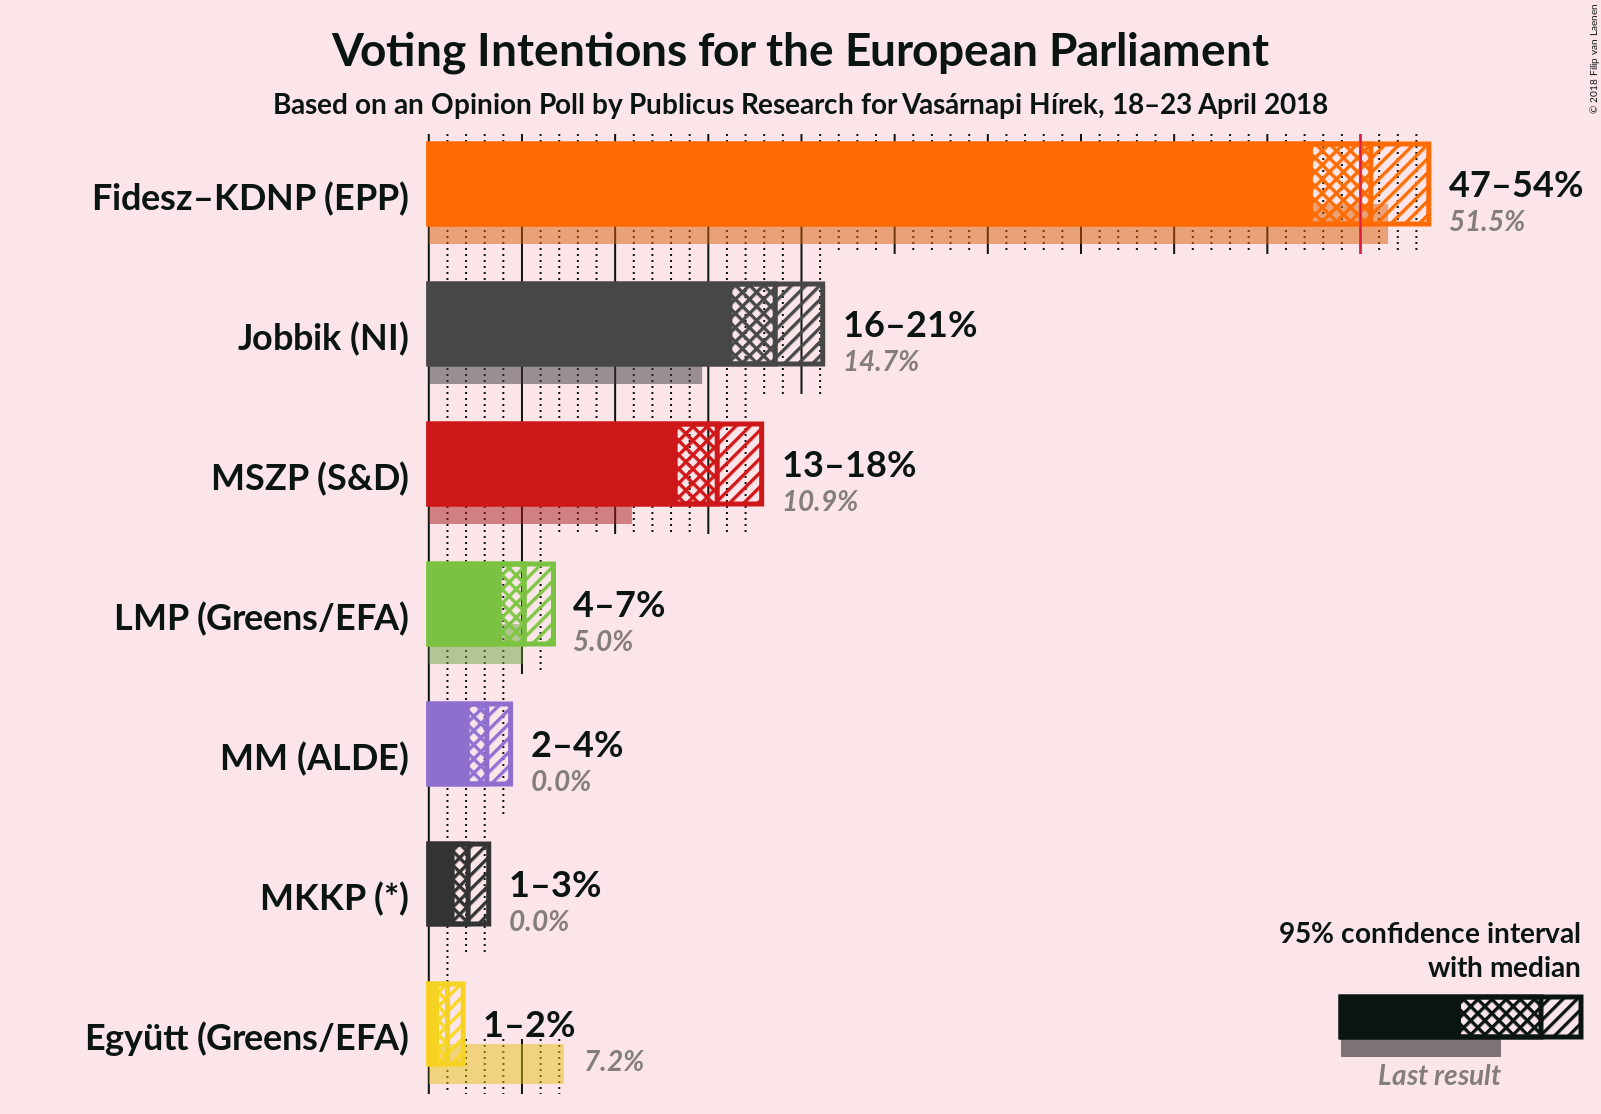 Voting Intentions for the European Parliament
Based on an Opinion Poll by Publicus Research for Vasárnapi Hírek, 18–23 April 2018
© 2018 Filip van Laenen
Fidesz–KDNP (EPP)
47–54%
51.5%
Jobbik (NI)
16–21%
14.7%
MSZP (S&D)
13–18%
10.9%
LMP (Greens/EFA)
4–7%
5.0%
MM (ALDE)
2–4%
0.0%
MKKP (*)
1–3%
0.0%
Együtt (Greens/EFA)
1–2%
7.2%
95% confidence interval
with median
Last result